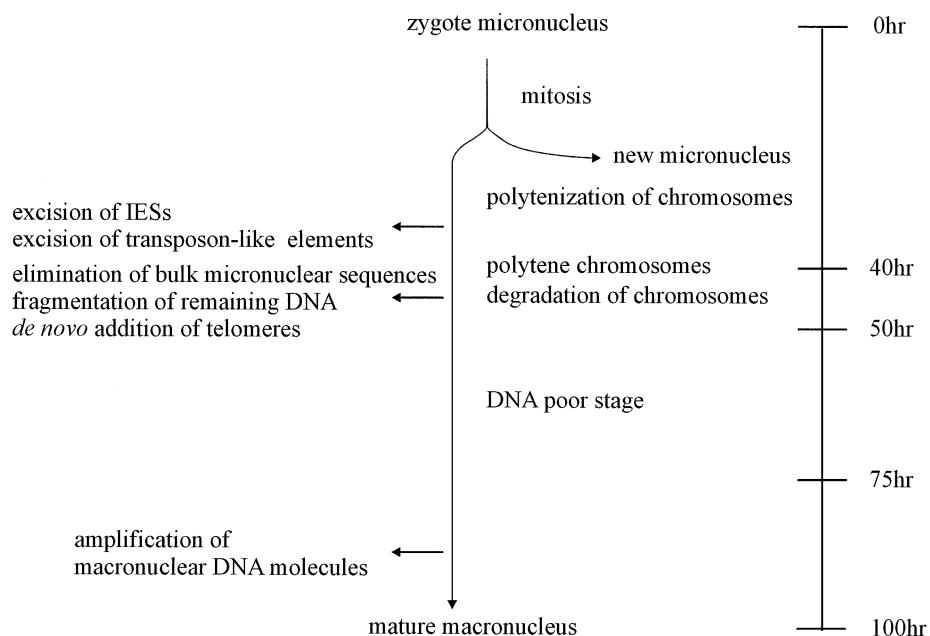 zygote micronucleus
0hr
mitosis
new micronucleus
polytenization of chromosomes
excision of IESs
excision of transposon-like elements
polytene chromosomes
40hr
elimination of bulk micronuclear sequences
fragmentation of remaining DNA
degradation of chromosomes
de novo addition of telomeres
50hr
DNA poor stage
75hr
amplification of
macronuclear DNA molecules
mature macronucleus
100hr